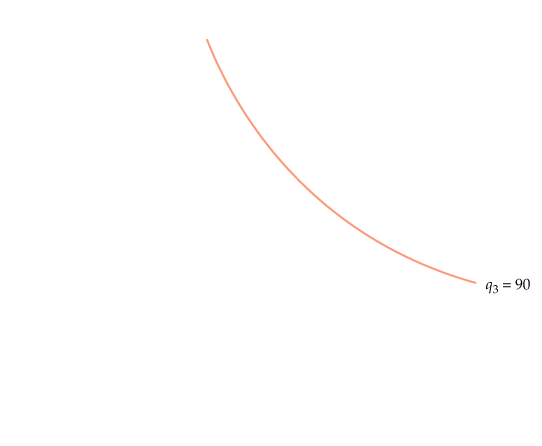 q₃ = 90